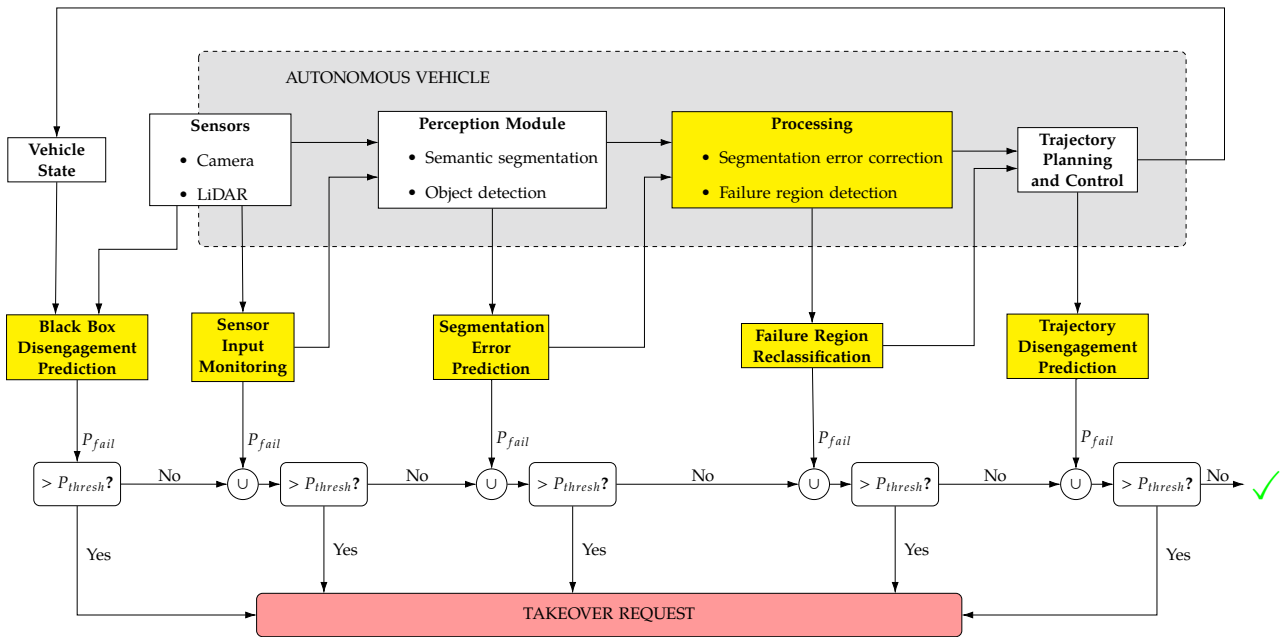 AUTONOMOUS VEHICLE
Vehicle
State
Sensors
• Camera
• LiDAR
Perception Module
• Semantic segmentation
• Object detection
Processing
• Segmentation error correction
• Failure region detection
Trajectory
Planning
and Control
Black Box
Disengagement
Prediction
Sensor
Input
Monitoring
Segmentation
Error
Prediction
Failure Region
Reclassification
Trajectory
Disengagement
Prediction
P_fail
P_fail
P_fail
P_fail
P_fail
> P_thresh?
No
∪
> P_thresh?
No
∪
> P_thresh?
No
∪
> P_thresh?
No
∪
> P_thresh?
No
✓
Yes
Yes
Yes
Yes
Yes
TAKEOVER REQUEST